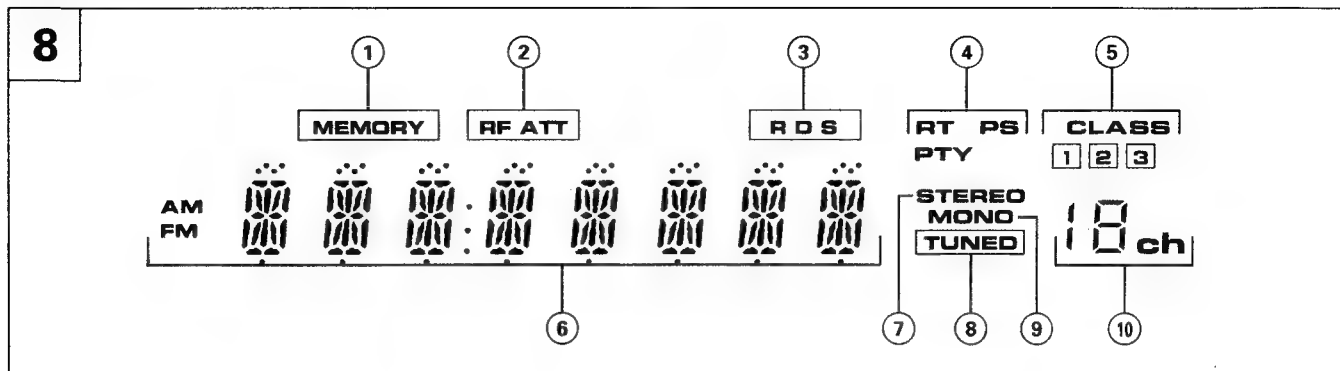 8
1 2 3 4 5
MEMORY RF ATT R D S RT PS CLASS
PTY 1 2 3
AM STEREO
FM MONO 18 ch
TUNED
6 7 8 9 10